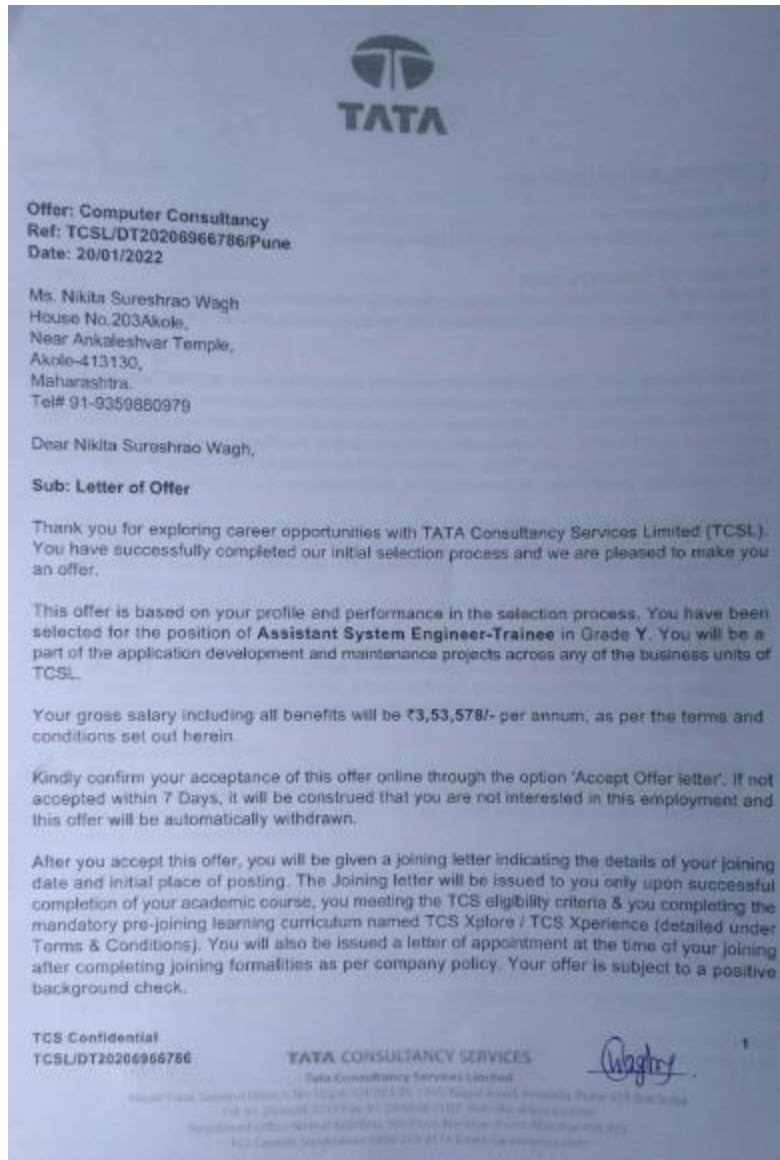 TATA
Offer: Computer Consultancy
Ref: TCSL/DT20206966786/Pune
Date: 20/01/2022
Ms. Nikita Sureshrao Wagh
House No.203Akole,
Near Ankaleshvar Temple,
Akole-413130,
Maharashtra.
Tel# 91-9359880979
Dear Nikita Sureshrao Wagh,
Sub: Letter of Offer
Thank you for exploring career opportunities with TATA Consultancy Services Limited (TCSL).
You have successfully completed our initial selection process and we are pleased to make you
an offer.
This offer is based on your profile and performance in the selection process. You have been
selected for the position of Assistant System Engineer-Trainee in Grade Y. You will be a
part of the application development and maintenance projects across any of the business units of
TCSL.
Your gross salary including all benefits will be ₹3,53,578/- per annum, as per the terms and
conditions set out herein.
Kindly confirm your acceptance of this offer online through the option 'Accept Offer letter'. If not
accepted within 7 Days, it will be construed that you are not interested in this employment and
this offer will be automatically withdrawn.
After you accept this offer, you will be given a joining letter indicating the details of your joining
date and initial place of posting. The Joining letter will be issued to you only upon successful
completion of your academic course, you meeting the TCS eligibility criteria & you completing the
mandatory pre-joining learning curriculum named TCS Xplore / TCS Xperience (detailed under
Terms & Conditions). You will also be issued a letter of appointment at the time of your joining
after completing joining formalities as per company policy. Your offer is subject to a positive
background check.
TCS Confidential
TCSL/DT20206966786
TATA CONSULTANCY SERVICES
Tata Consultancy Services Limited
1